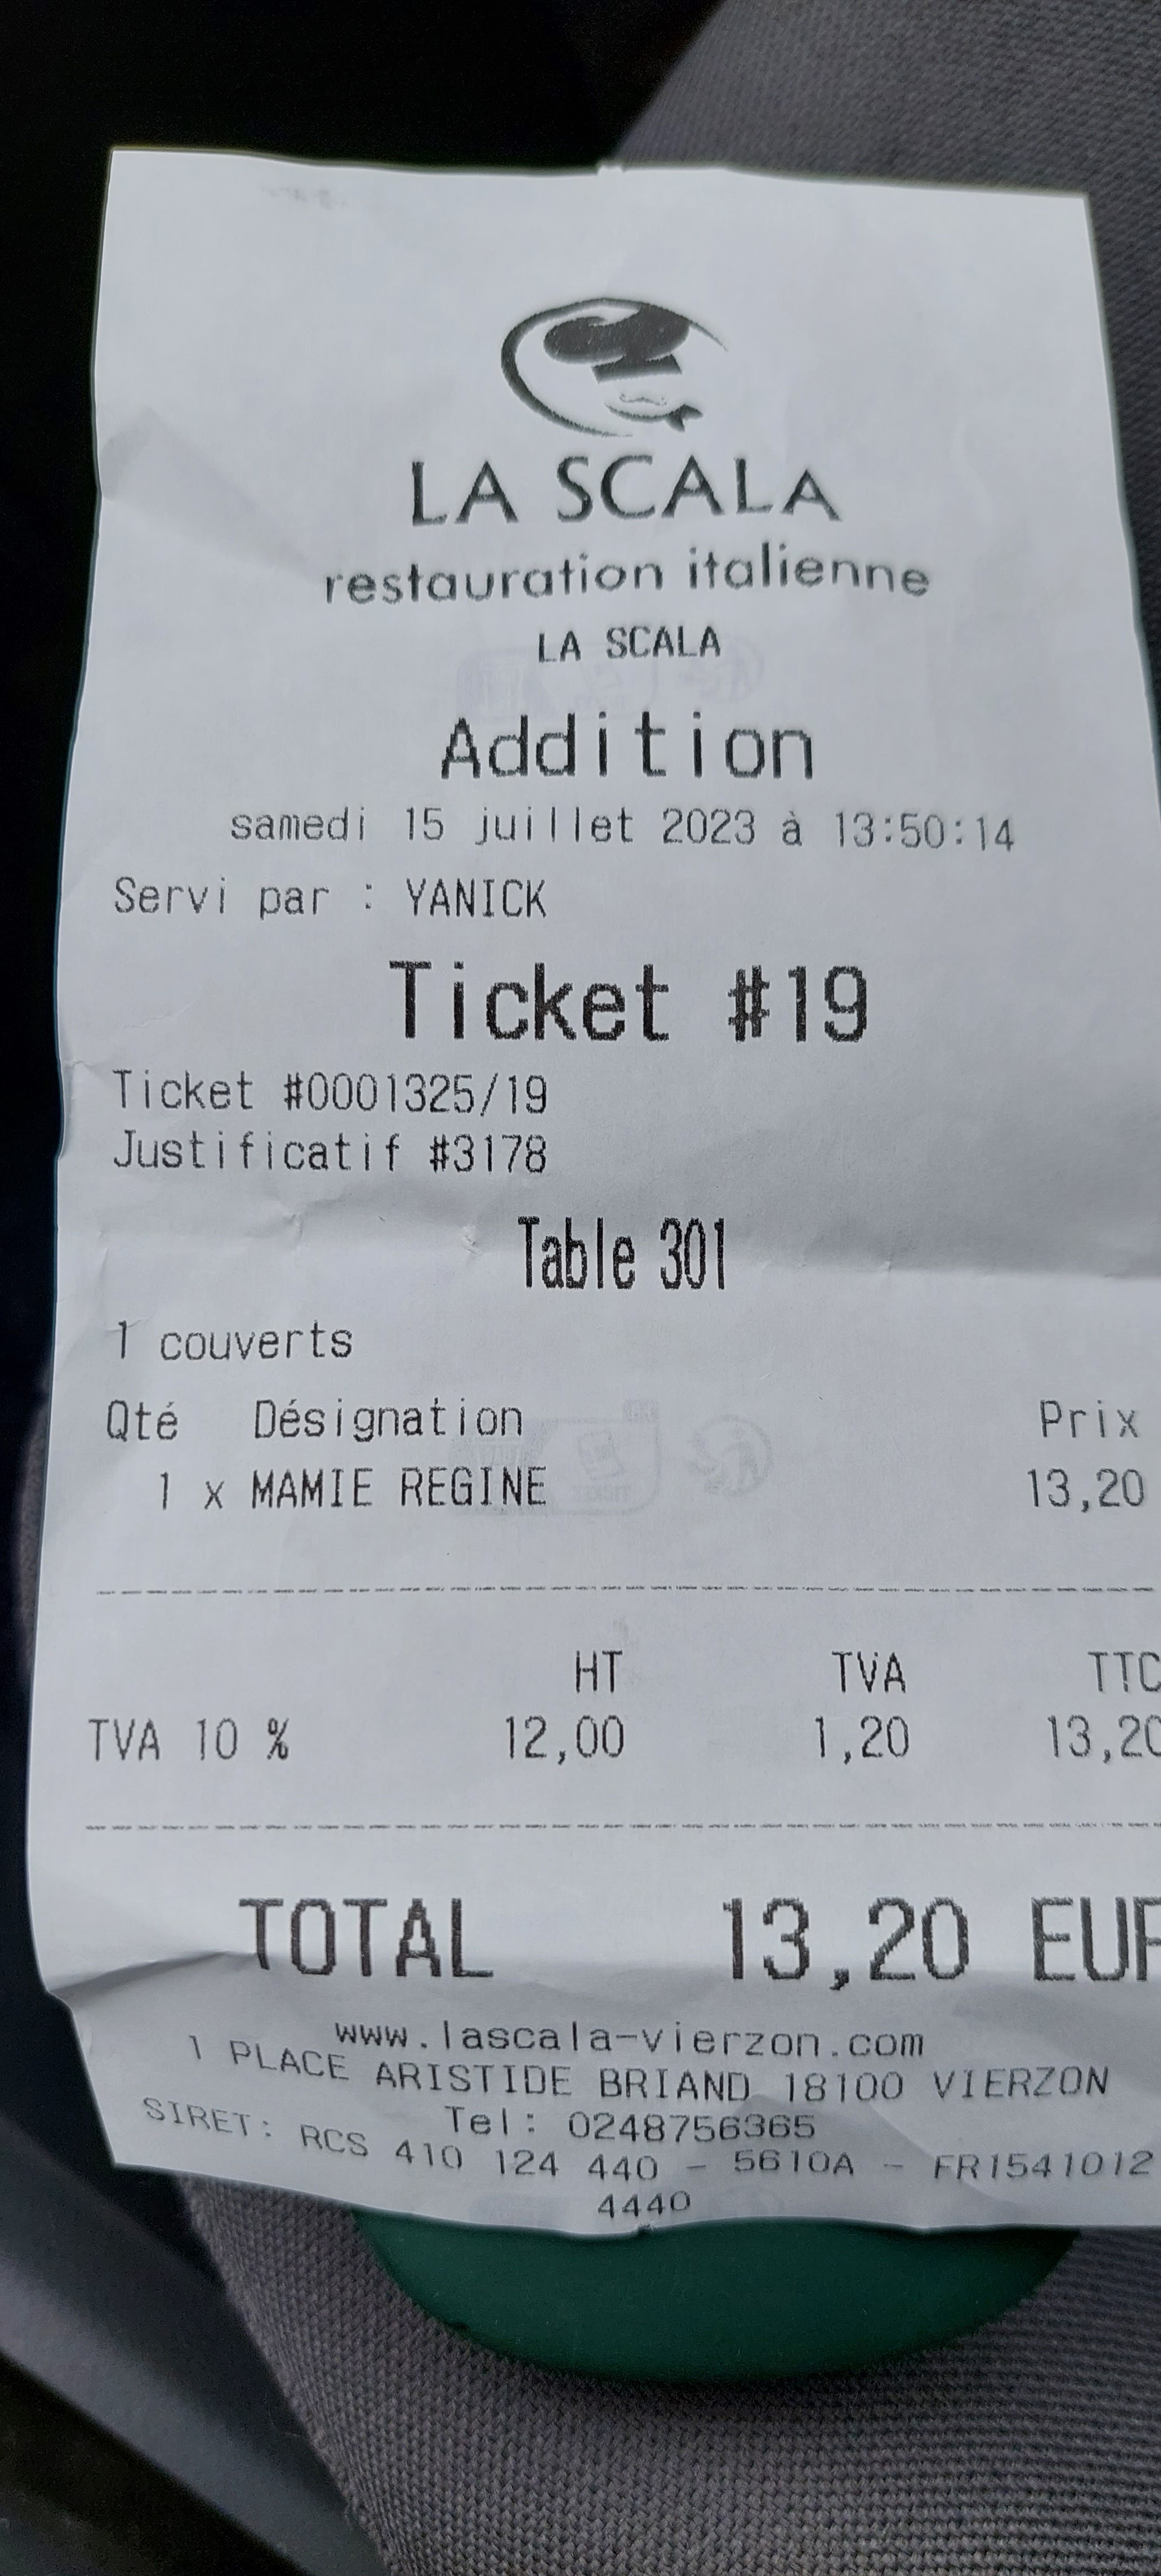 LA SCALA
restauration italienne
LA SCALA
Addition
samedi 15 juillet 2023 à 13:50:14
Servi par : YANICK
Ticket #19
Ticket #0001325/19
Justificatif #3178
Table 301
1 couverts
Qté Désignation Prix
1 x MAMIE REGINE 13,20
HT TVA TTC
TVA 10 % 12,00 1,20 13,20
TOTAL 13,20 EUR
www.lascala-vierzon.com
1 PLACE ARISTIDE BRIAND 18100 VIERZON
Tel: 0248756365
SIRET: RCS 410 124 440 - 5610A - FR1541012
4440